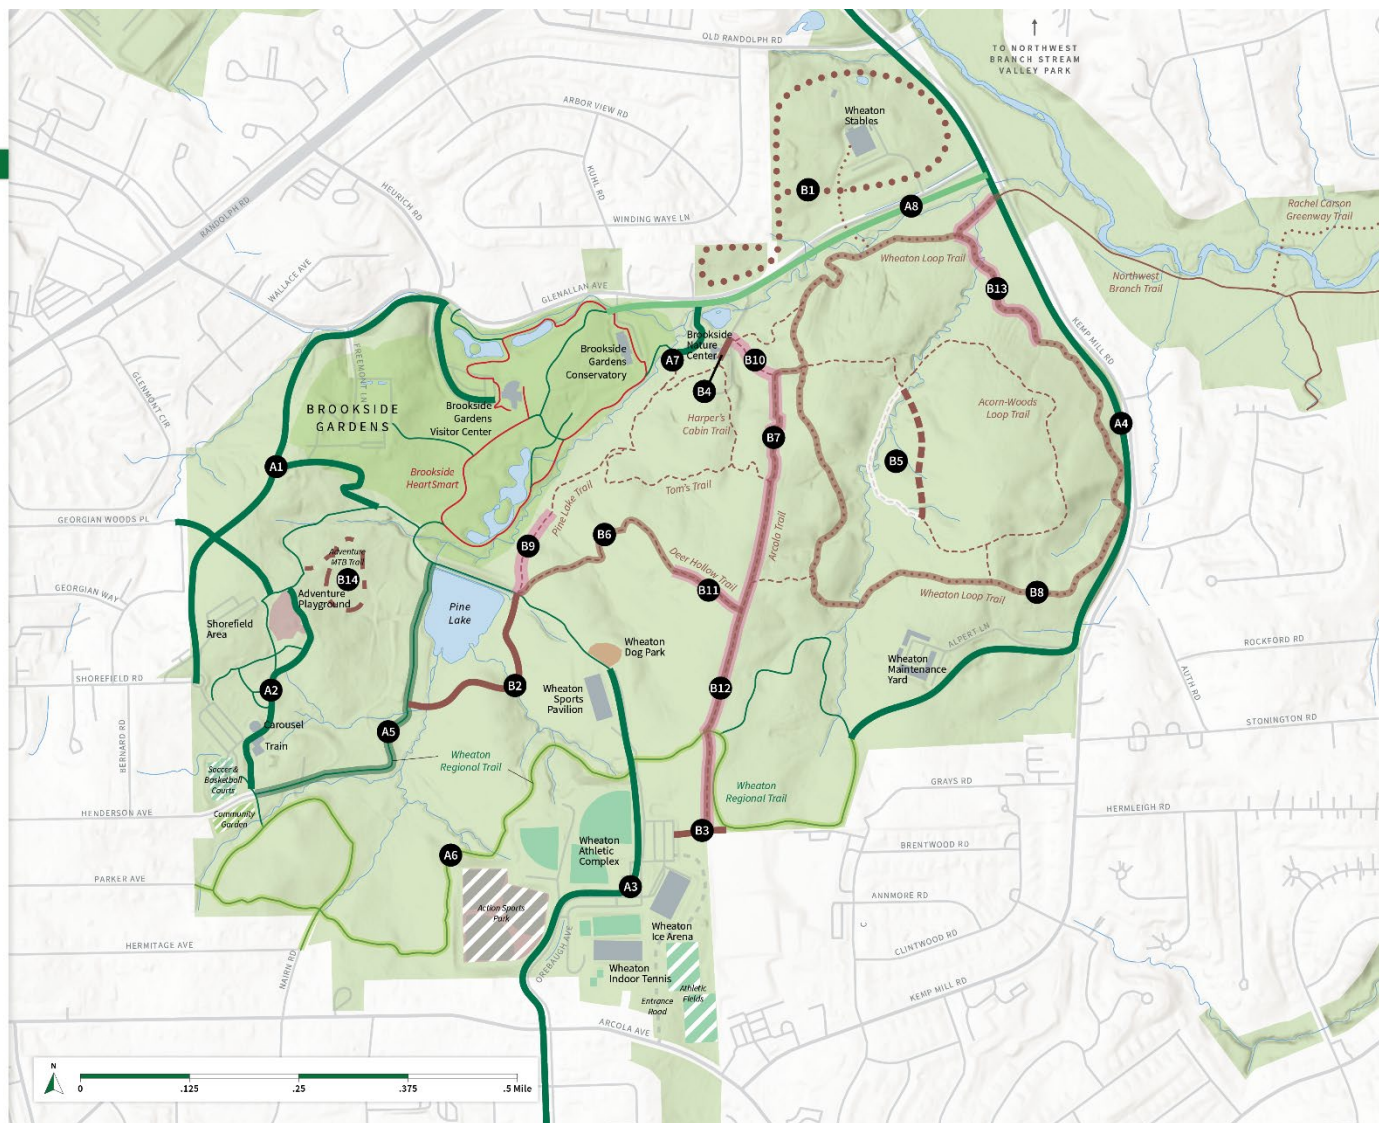 OLD RANDOLPH RD
TO NORTHWEST
BRANCH STREAM
VALLEY PARK
ARBOR VIEW RD
Wheaton
Stables
KUHL RD
HEURICH RD
B1
A8
WINDING WAYE LN
RANDOLPH RD
Rachel Carson
Greenway Trail
WALLACE AVE
Wheaton Loop Trail
Northwest
Branch Trail
GLENALLAN AVE
B13
KEMP MILL RD
FREEMONT LN
Brookside
Nature
Center
Brookside
Gardens
Conservatory
A7
B10
B4
GLENMONT CIR
BROOKSIDE
GARDENS
Brookside
Gardens
Visitor Center
Harper's
Cabin Trail
Acorn-Woods
Loop Trail
A4
B7
A1
Brookside
HeartSmart
B5
Tom's Trail
Pine Lake Trail
GEORGIAN WOODS PL
Arcola Trail
B6
B9
Adventure
MTB Trail
B14
Deer Hollow Trail
B11
GEORGIAN WAY
Adventure
Playground
Wheaton Loop Trail
B8
Pine
Lake
Shorefield
Area
ALPERT LN
ROCKFORD RD
Wheaton
Dog Park
Wheaton
Maintenance
Yard
SHOREFIELD RD
A2
B2
B12
Wheaton
Sports
Pavilion
AUTH RD
BERNARD RD
Carousel
Train
A5
STONINGTON RD
Wheaton
Regional Trail
Soccer &
Basketball
Courts
GRAYS RD
Wheaton
Regional Trail
HENDERSON AVE
Community
Garden
HERMLEIGH RD
B3
Wheaton
Athletic
Complex
BRENTWOOD RD
A6
PARKER AVE
A3
ANNMORE RD
Action Sports
Park
Wheaton
Ice Arena
HERMITAGE AVE
OREBAUGH AVE
CLINTWOOD RD
NAIRN RD
Wheaton
Indoor Tennis
KEMP MILL RD
Athletic
Fields
Entrance
Road
ARCOLA AVE
N
0 .125 .25 .375 .5 Mile